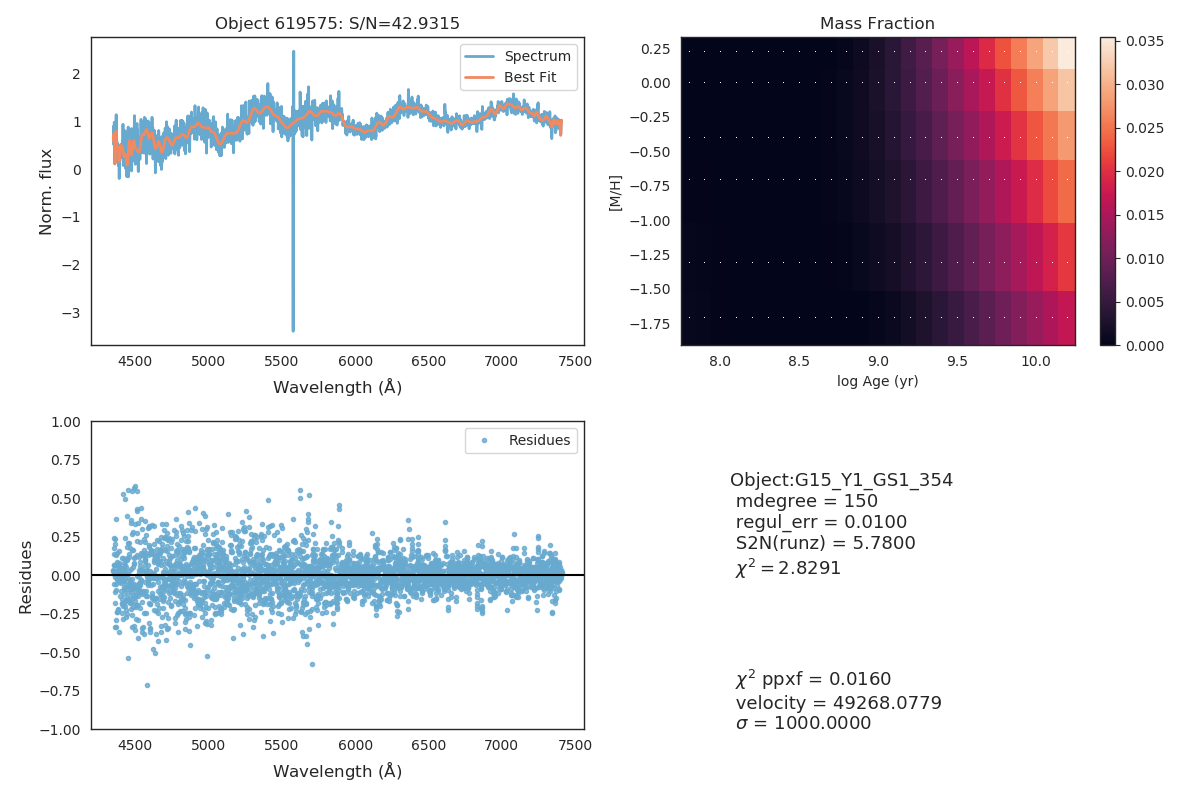 Object 619575: S/N=42.9315
Spectrum
Best Fit
2
1
0
−1
−2
−3
Norm. flux
4500 5000 5500 6000 6500 7000 7500
Wavelength (Å)
Mass Fraction
0.25
0.00
−0.25
−0.50
−0.75
−1.00
−1.25
−1.50
−1.75
[M/H]
8.0 8.5 9.0 9.5 10.0
log Age (yr)
0.035
0.030
0.025
0.020
0.015
0.010
0.005
0.000
Residues
1.00
0.75
0.50
0.25
0.00
−0.25
−0.50
−0.75
−1.00
Residues
4500 5000 5500 6000 6500 7000 7500
Wavelength (Å)
Object:G15_Y1_GS1_354
mdegree = 150
regul_err = 0.0100
S2N(runz) = 5.7800
χ² = 2.8291
χ² ppxf = 0.0160
velocity = 49268.0779
σ = 1000.0000